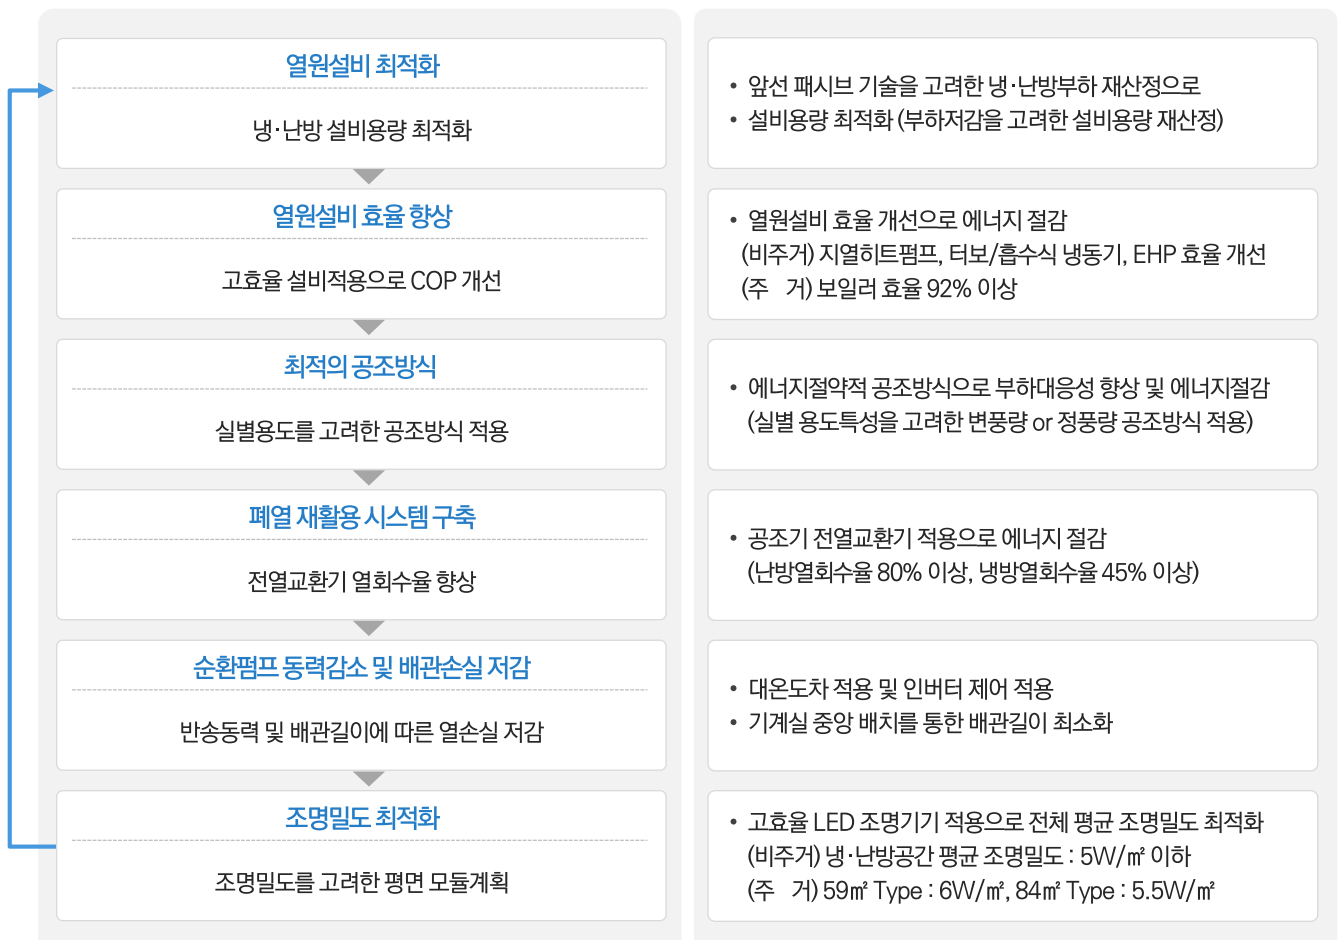 열원설비 최적화
냉·난방 설비용량 최적화
• 앞선 패시브 기술을 고려한 냉·난방부하 재산정으로
• 설비용량 최적화 (부하저감을 고려한 설비용량 재산정)
열원설비 효율 향상
고효율 설비적용으로 COP 개선
• 열원설비 효율 개선으로 에너지 절감
(비주거) 지열히트펌프, 터보/흡수식 냉동기, EHP 효율 개선
(주 거) 보일러 효율 92% 이상
최적의 공조방식
실별용도를 고려한 공조방식 적용
• 에너지절약적 공조방식으로 부하대응성 향상 및 에너지절감
(실별 용도특성을 고려한 변풍량 or 정풍량 공조방식 적용)
폐열 재활용 시스템 구축
전열교환기 열회수율 향상
• 공조기 전열교환기 적용으로 에너지 절감
(난방열회수율 80% 이상, 냉방열회수율 45% 이상)
순환펌프 동력감소 및 배관손실 저감
반송동력 및 배관길이에 따른 열손실 저감
• 대온도차 적용 및 인버터 제어 적용
• 기계실 중앙 배치를 통한 배관길이 최소화
조명밀도 최적화
조명밀도를 고려한 평면 모듈계획
• 고효율 LED 조명기기 적용으로 전체 평균 조명밀도 최적화
(비주거) 냉·난방공간 평균 조명밀도 : 5W/㎡ 이하
(주 거) 59㎡ Type : 6W/㎡, 84㎡ Type : 5.5W/㎡